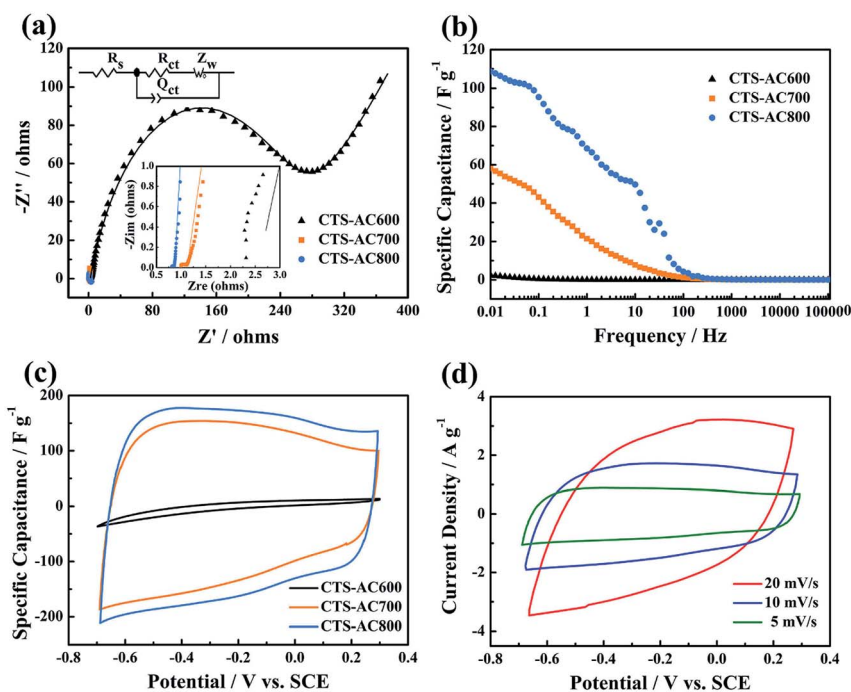 (a)
120
100
80
60
40
20
0
-Z'' / ohms
Rs
Rct
Zw
Qct
1.0
0.8
0.6
0.4
0.2
0.0
-Zim (ohms)
0.5 1.0 1.5 2.0 2.5 3.0
Zre (ohms)
CTS-AC600
CTS-AC700
CTS-AC800
0 80 160 240 320 400
Z' / ohms
(b)
120
100
80
60
40
20
0
Specific Capacitance / F g-1
CTS-AC600
CTS-AC700
CTS-AC800
0.01 0.1 1 10 100 1000 10000 100000
Frequency / Hz
(c)
200
100
0
-100
-200
Specific Capacitance / F g-1
CTS-AC600
CTS-AC700
CTS-AC800
-0.8 -0.6 -0.4 -0.2 0.0 0.2 0.4
Potential / V vs. SCE
(d)
4
2
0
-2
-4
Current Density / A g-1
20 mV/s
10 mV/s
5 mV/s
-0.8 -0.6 -0.4 -0.2 0.0 0.2 0.4
Potential / V vs. SCE